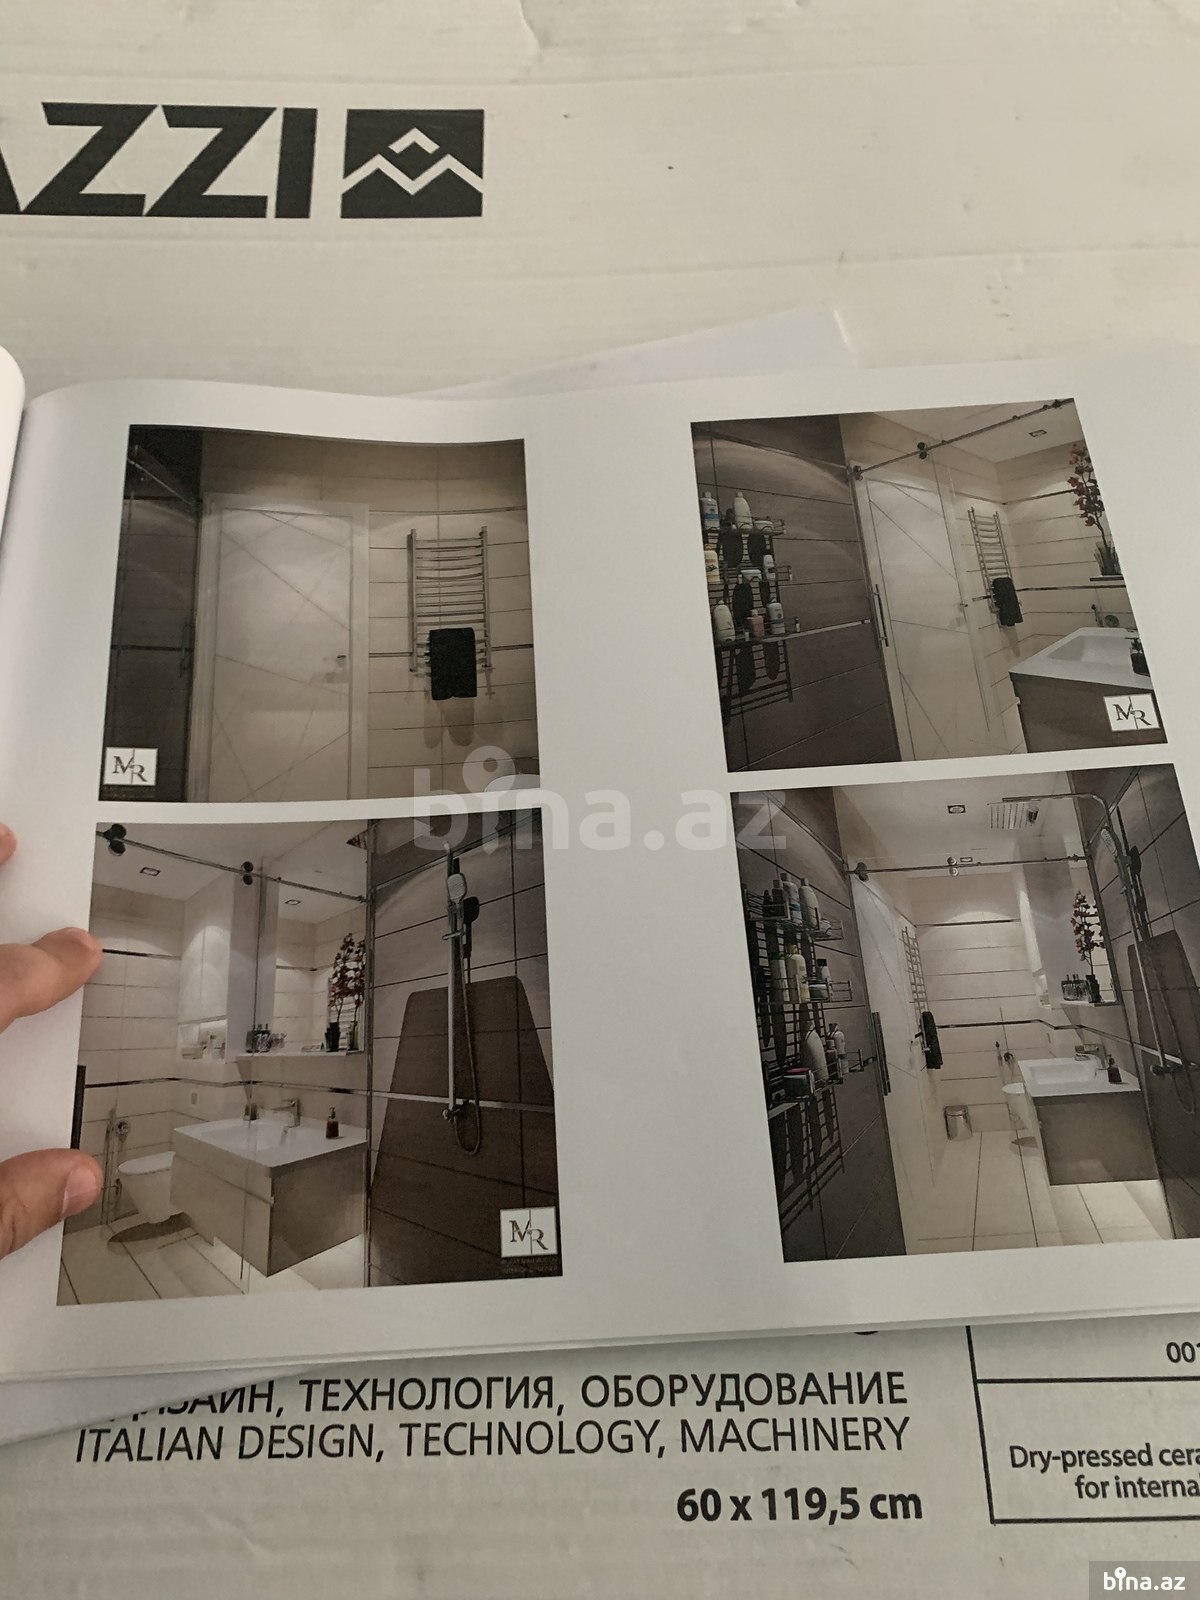 AZZI
MR
MR
bina.az
MR
ДИЗАЙН, ТЕХНОЛОГИЯ, ОБОРУДОВАНИЕ
ITALIAN DESIGN, TECHNOLOGY, MACHINERY
60 x 119,5 cm
001
Dry-pressed cera
for interna
bina.az